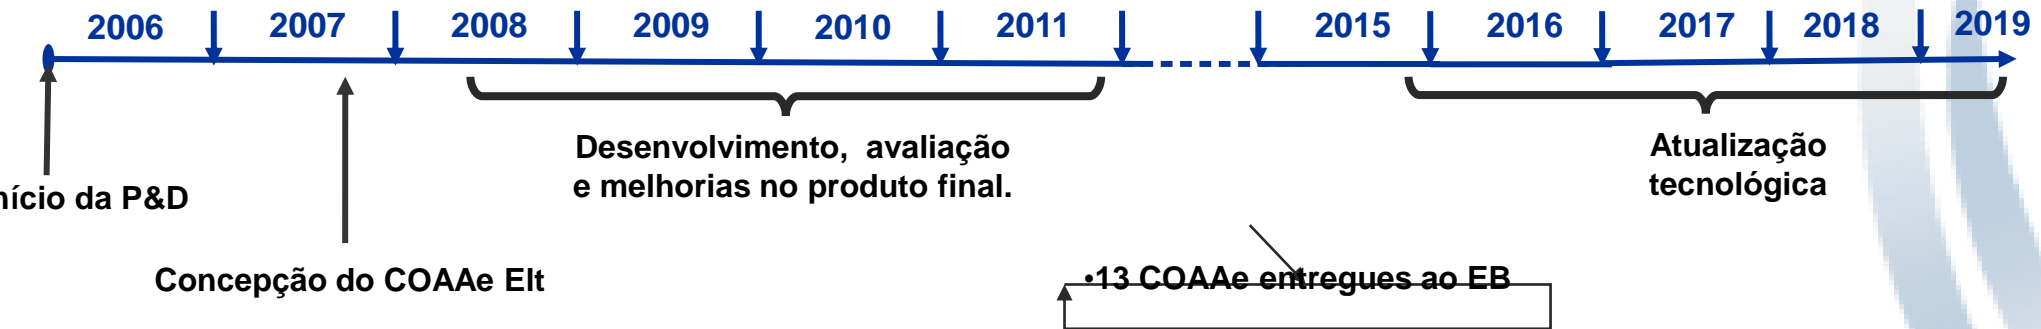 2006 2007 2008 2009 2010 2011 2015 2016 2017 2018 2019
Desenvolvimento, avaliação
e melhorias no produto final.
Atualização
tecnológica
nício da P&D
Concepção do COAAe Elt
•13 COAAe entregues ao EB